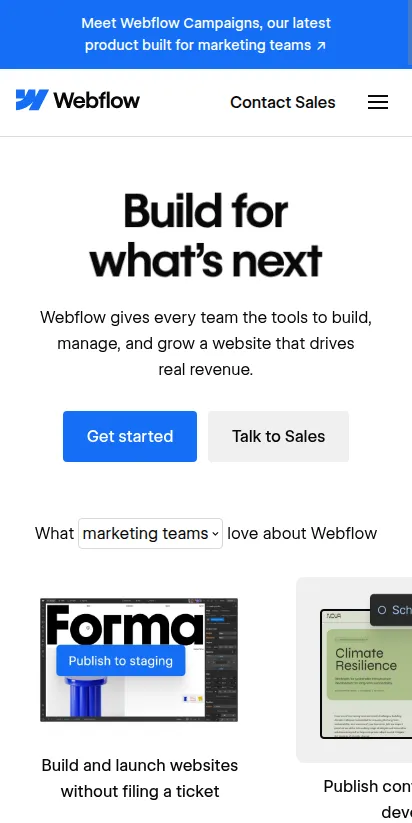 Meet Webflow Campaigns, our latest
product built for marketing teams ↗
Webflow
Contact Sales
Build for
what's next
Webflow gives every team the tools to build,
manage, and grow a website that drives
real revenue.
Get started
Talk to Sales
What marketing teams love about Webflow
Forma
Publish to staging
Build and launch websites
without filing a ticket
NOVA
Sch
Climate
Resilience
Publish con
deve